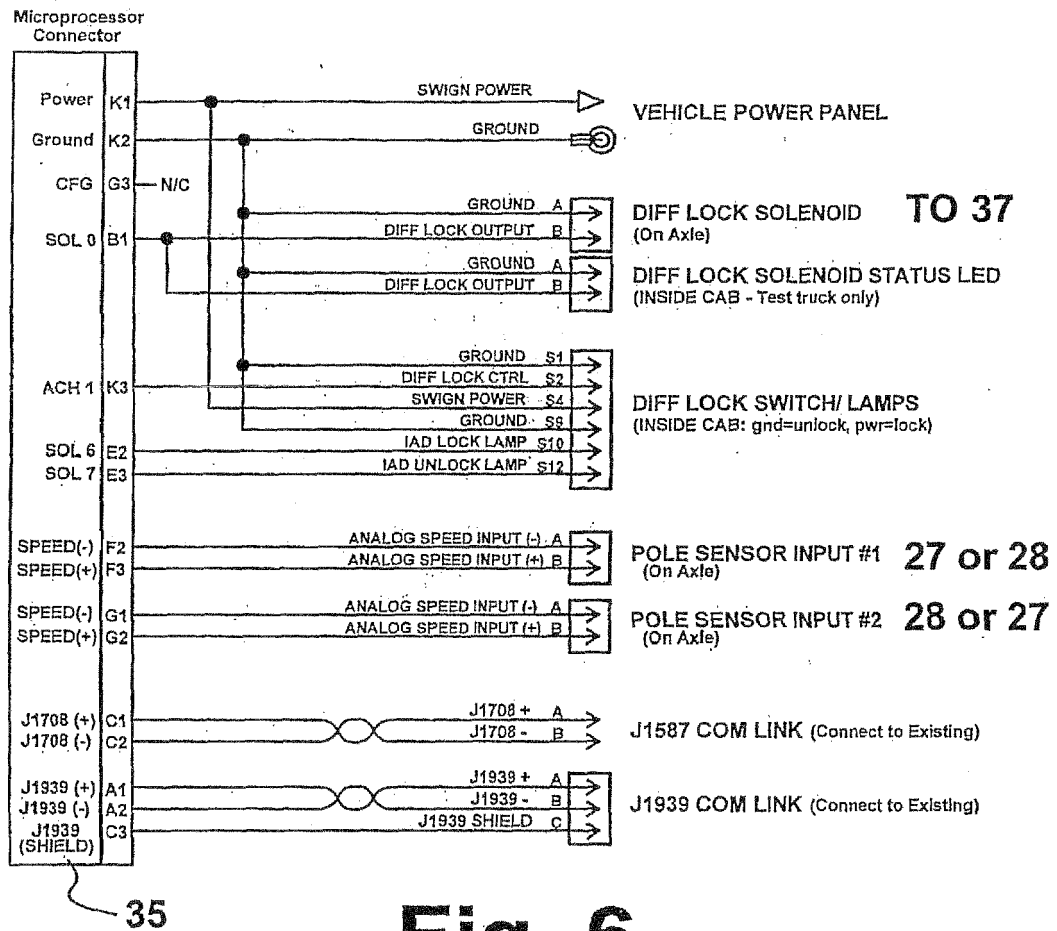 Microprocessor
Connector
Power K1 SWIGN POWER VEHICLE POWER PANEL
Ground K2 GROUND
CFG G3 N/C
GROUND A DIFF LOCK SOLENOID TO 37
SOL 0 B1 DIFF LOCK OUTPUT B (On Axle)
GROUND A DIFF LOCK SOLENOID STATUS LED
DIFF LOCK OUTPUT B (INSIDE CAB - Test truck only)
GROUND S1
ACH 1 K3 DIFF LOCK CTRL S2
SWIGN POWER S4 DIFF LOCK SWITCH/ LAMPS
GROUND S9 (INSIDE CAB: gnd=unlock, pwr=lock)
SOL 6 E2 IAD LOCK LAMP S10
SOL 7 E3 IAD UNLOCK LAMP S12
SPEED(-) F2 ANALOG SPEED INPUT (-) A POLE SENSOR INPUT #1 27 or 28
SPEED(+) F3 ANALOG SPEED INPUT (+) B (On Axle)
SPEED(-) G1 ANALOG SPEED INPUT (-) A POLE SENSOR INPUT #2 28 or 27
SPEED(+) G2 ANALOG SPEED INPUT (+) B (On Axle)
J1708 (+) C1 J1708 + A J1587 COM LINK (Connect to Existing)
J1708 (-) C2 J1708 - B
J1939 (+) A1 J1939 + A J1939 COM LINK (Connect to Existing)
J1939 (-) A2 J1939 - B
J1939 C3 J1939 SHIELD C
(SHIELD)
35
Fig. 6